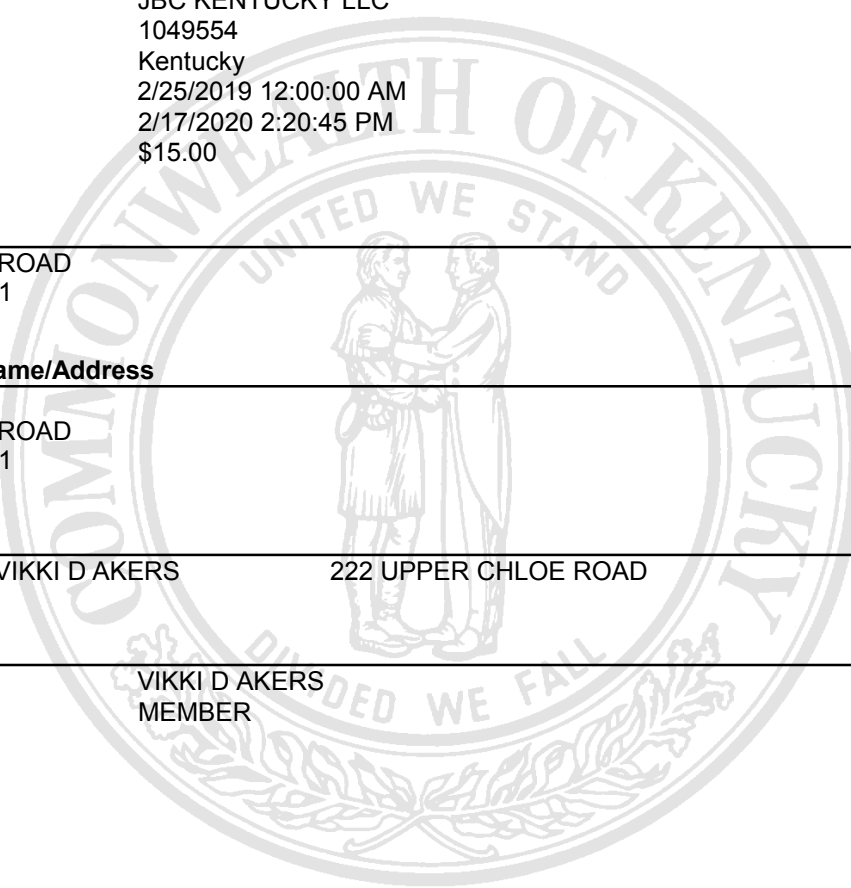 JBC KENTUCKY LLC
1049554
Kentucky
2/25/2019 12:00:00 AM
2/17/2020 2:20:45 PM
$15.00
ROAD
1
ame/Address
ROAD
1
VIKKI D AKERS 222 UPPER CHLOE ROAD
VIKKI D AKERS
MEMBER
COMMONWEALTH OF KENTUCKY
UNITED WE STAND
DIVIDED WE FALL